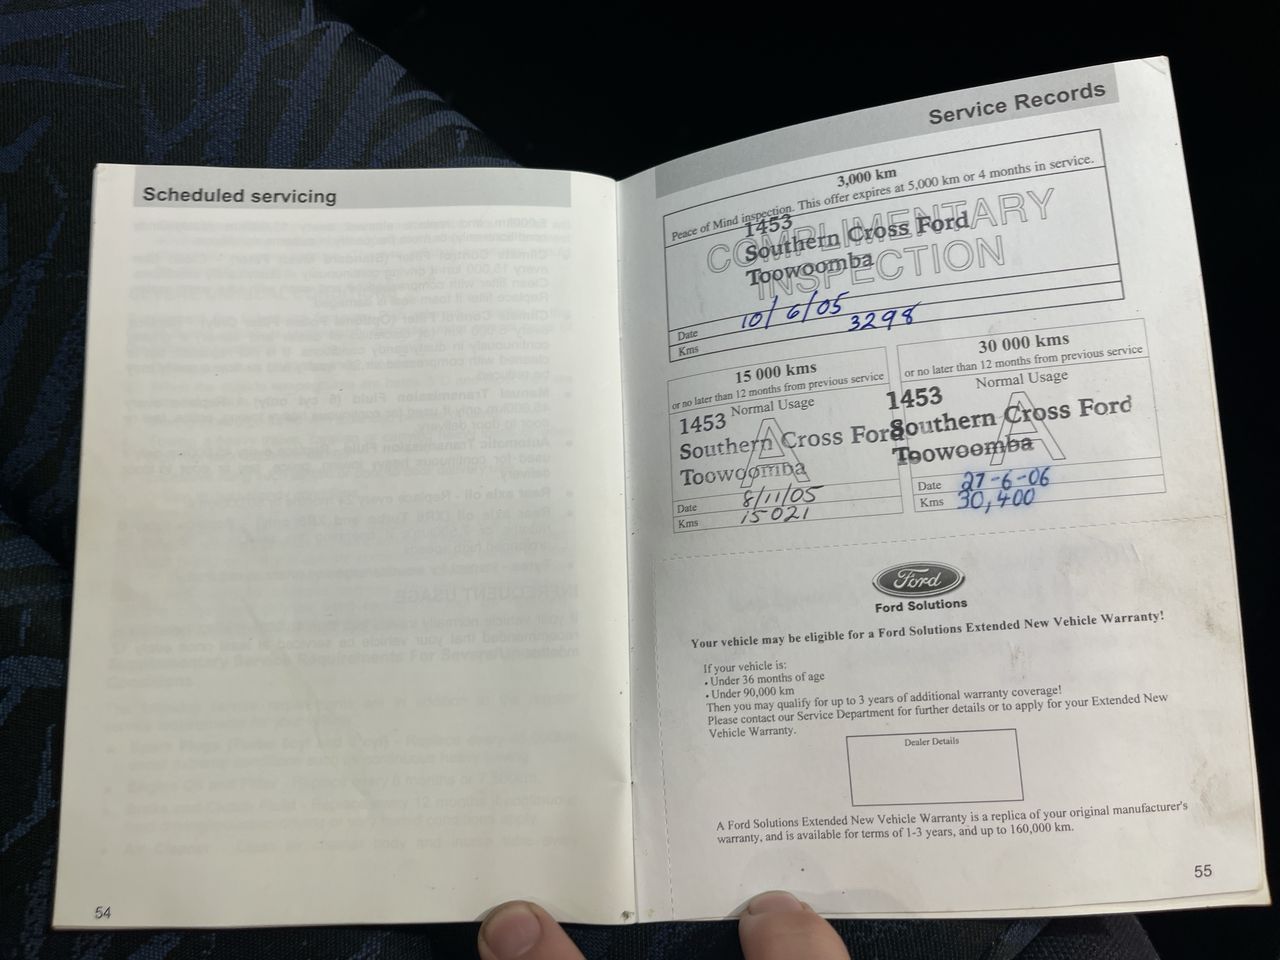 Scheduled servicing
54
Service Records
3,000 km
Peace of Mind inspection. This offer expires at 5,000 km or 4 months in service.
COMPLIMENTARY
INSPECTION
1453
Southern Cross Ford
Toowoomba
Date 10/6/05
Kms 3298
15 000 kms
or no later than 12 months from previous service
Normal Usage
A
1453
Southern Cross Ford
Toowoomba
Date 8/11/05
Kms 15021
30 000 kms
or no later than 12 months from previous service
Normal Usage
A
1453
Southern Cross Ford
Toowoomba
Date 27-6-06
Kms 30,400
Ford
Ford Solutions
Your vehicle may be eligible for a Ford Solutions Extended New Vehicle Warranty!
If your vehicle is:
• Under 36 months of age
• Under 90,000 km
Then you may qualify for up to 3 years of additional warranty coverage!
Please contact our Service Department for further details or to apply for your Extended New
Vehicle Warranty.
Dealer Details
A Ford Solutions Extended New Vehicle Warranty is a replica of your original manufacturer's
warranty, and is available for terms of 1-3 years, and up to 160,000 km.
55